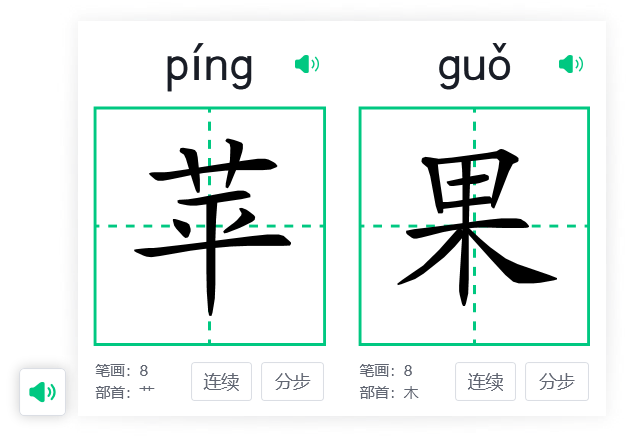 píng guǒ
苹 果
笔画：8 连续 分步 笔画：8 连续 分步
部首：艹 部首：木